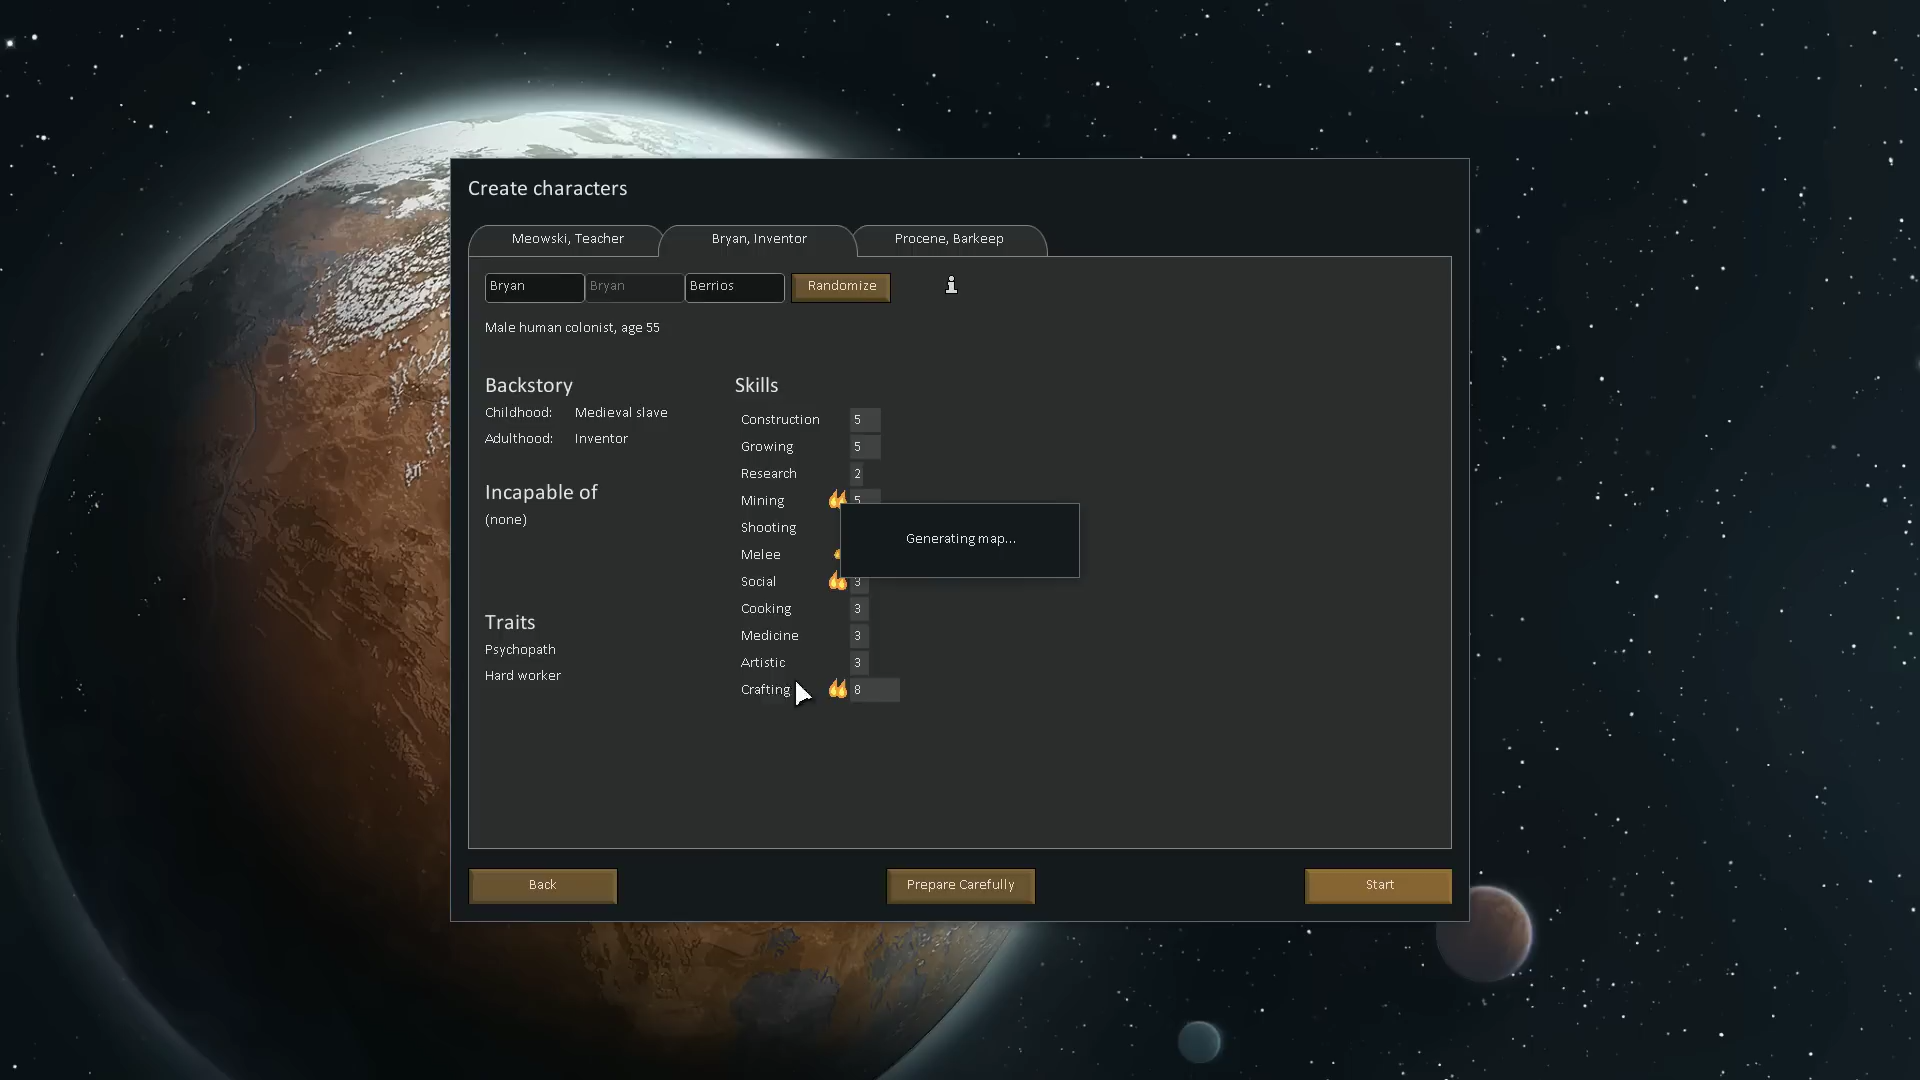 Create characters
Meowski, Teacher
Bryan, Inventor
Procene, Barkeep
Bryan
Bryan
Berrios
Randomize
Male human colonist, age 55
Backstory
Childhood: Medieval slave
Adulthood: Inventor
Incapable of
(none)
Traits
Psychopath
Hard worker
Skills
Construction 5
Growing 5
Research 2
Mining 5
Shooting
Melee
Social 3
Cooking 3
Medicine 3
Artistic 3
Crafting 8
Generating map...
Back
Prepare Carefully
Start